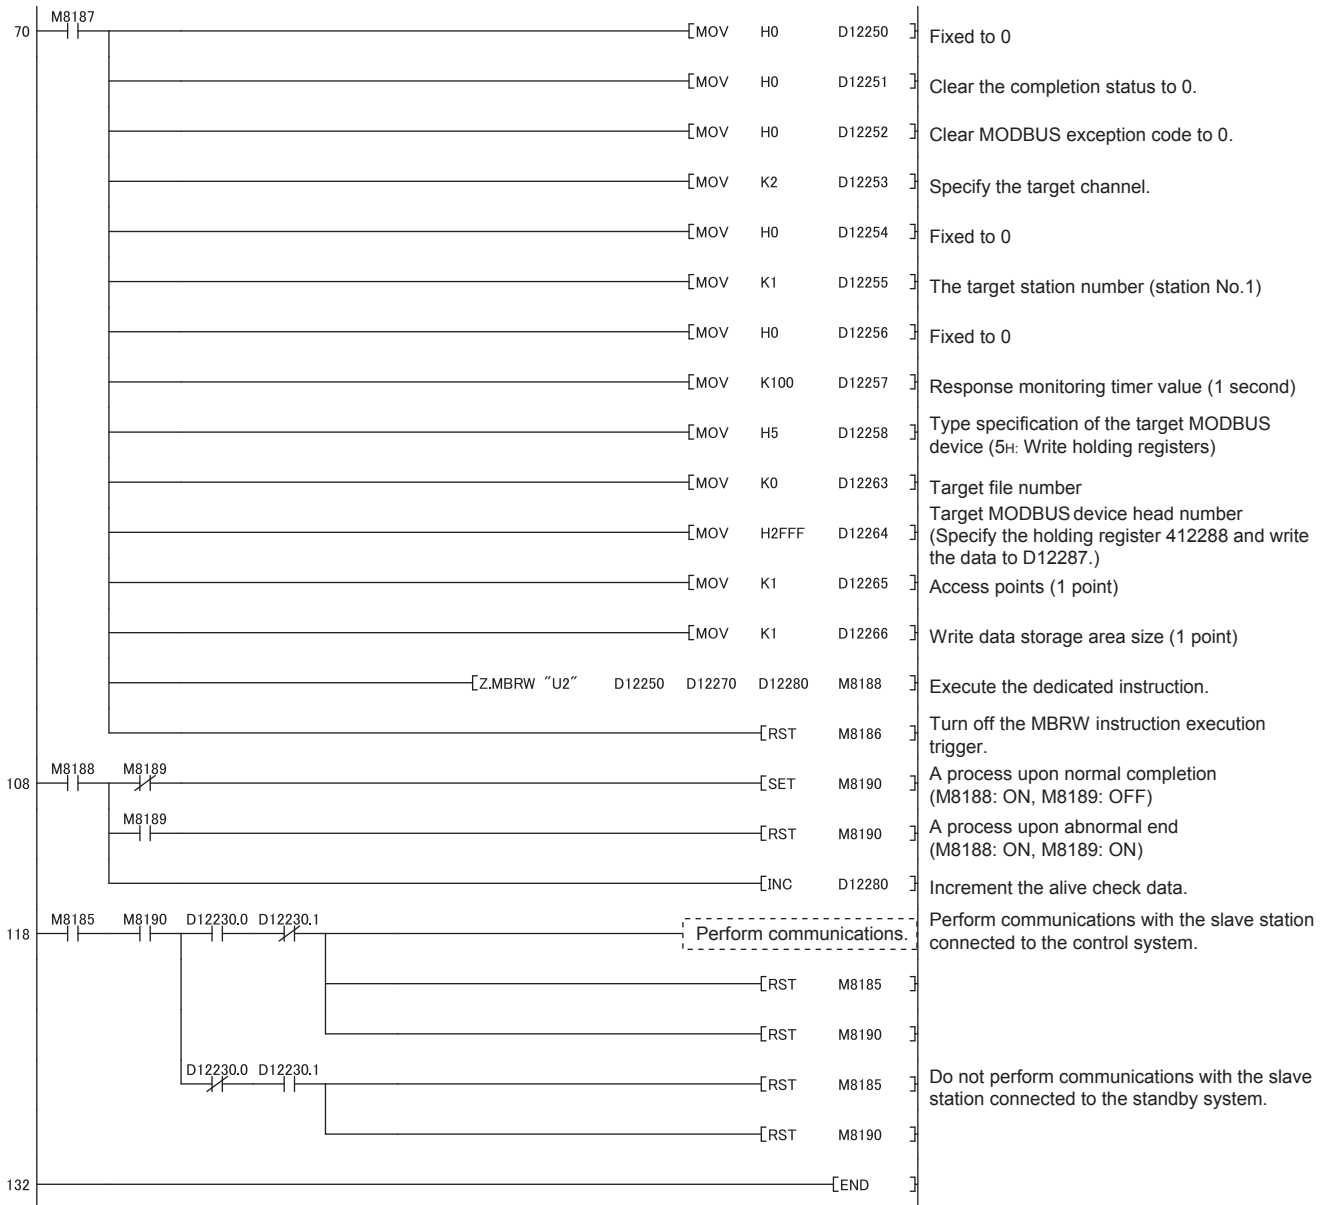 M8187
70 MOV H0 D12250 Fixed to 0
MOV H0 D12251 Clear the completion status to 0.
MOV H0 D12252 Clear MODBUS exception code to 0.
MOV K2 D12253 Specify the target channel.
MOV H0 D12254 Fixed to 0
MOV K1 D12255 The target station number (station No.1)
MOV H0 D12256 Fixed to 0
MOV K100 D12257 Response monitoring timer value (1 second)
MOV H5 D12258 Type specification of the target MODBUS
device (5H: Write holding registers)
MOV K0 D12263 Target file number
MOV H2FFF D12264 Target MODBUS device head number
(Specify the holding register 412288 and write
the data to D12287.)
MOV K1 D12265 Access points (1 point)
MOV K1 D12266 Write data storage area size (1 point)
Z.MBRW "U2" D12250 D12270 D12280 M8188 Execute the dedicated instruction.
RST M8186 Turn off the MBRW instruction execution
trigger.
M8188 M8189
108 SET M8190 A process upon normal completion
(M8188: ON, M8189: OFF)
M8189
RST M8190 A process upon abnormal end
(M8188: ON, M8189: ON)
INC D12280 Increment the alive check data.
M8185 M8190 D12230.0 D12230.1
118 Perform communications. Perform communications with the slave station
connected to the control system.
RST M8185
RST M8190
D12230.0 D12230.1
RST M8185 Do not perform communications with the slave
station connected to the standby system.
RST M8190
132 END